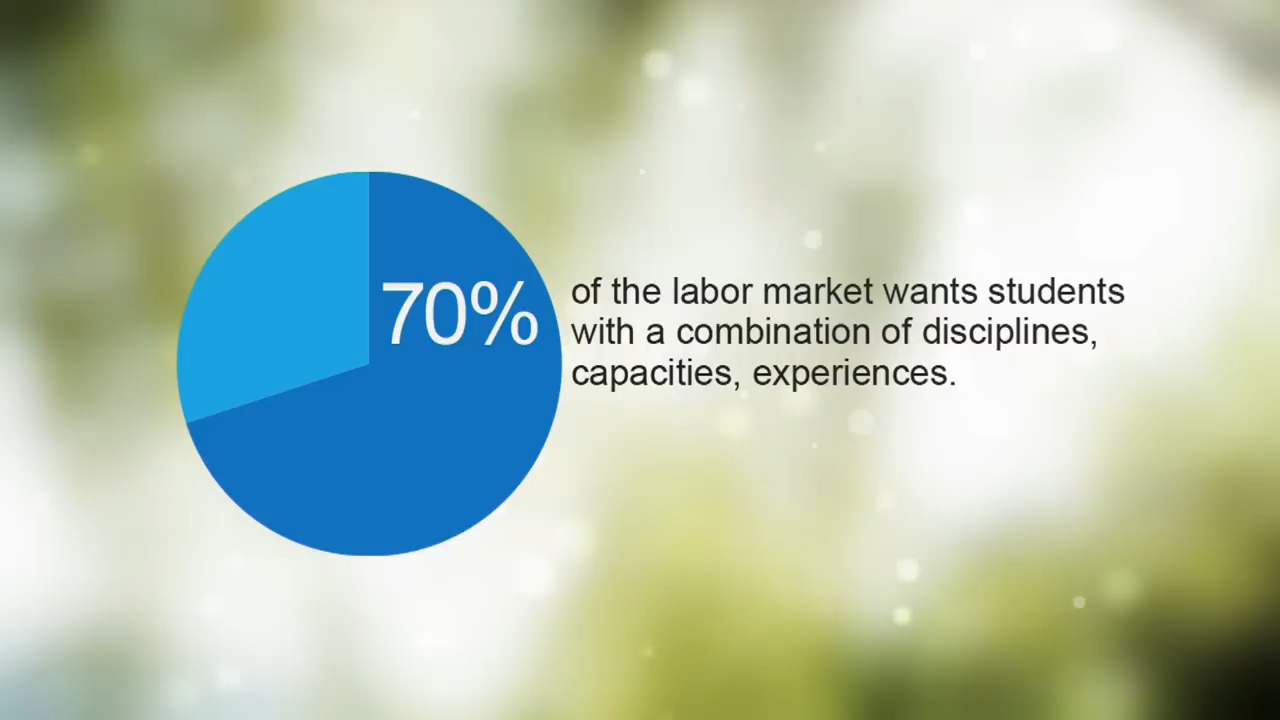 70%
of the labor market wants students
with a combination of disciplines,
capacities, experiences.